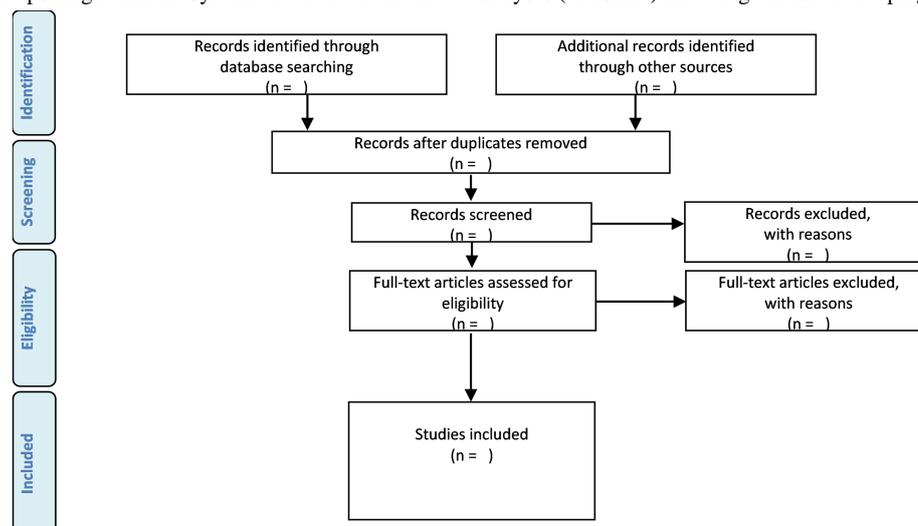 Identification
Records identified through
database searching
(n =   )
Additional records identified
through other sources
(n =   )
Records after duplicates removed
(n =   )
Screening
Records screened
(n =   )
Records excluded,
with reasons
(n =   )
Eligibility
Full-text articles assessed for
eligibility
(n =   )
Full-text articles excluded,
with reasons
(n =   )
Included
Studies included
(n =   )